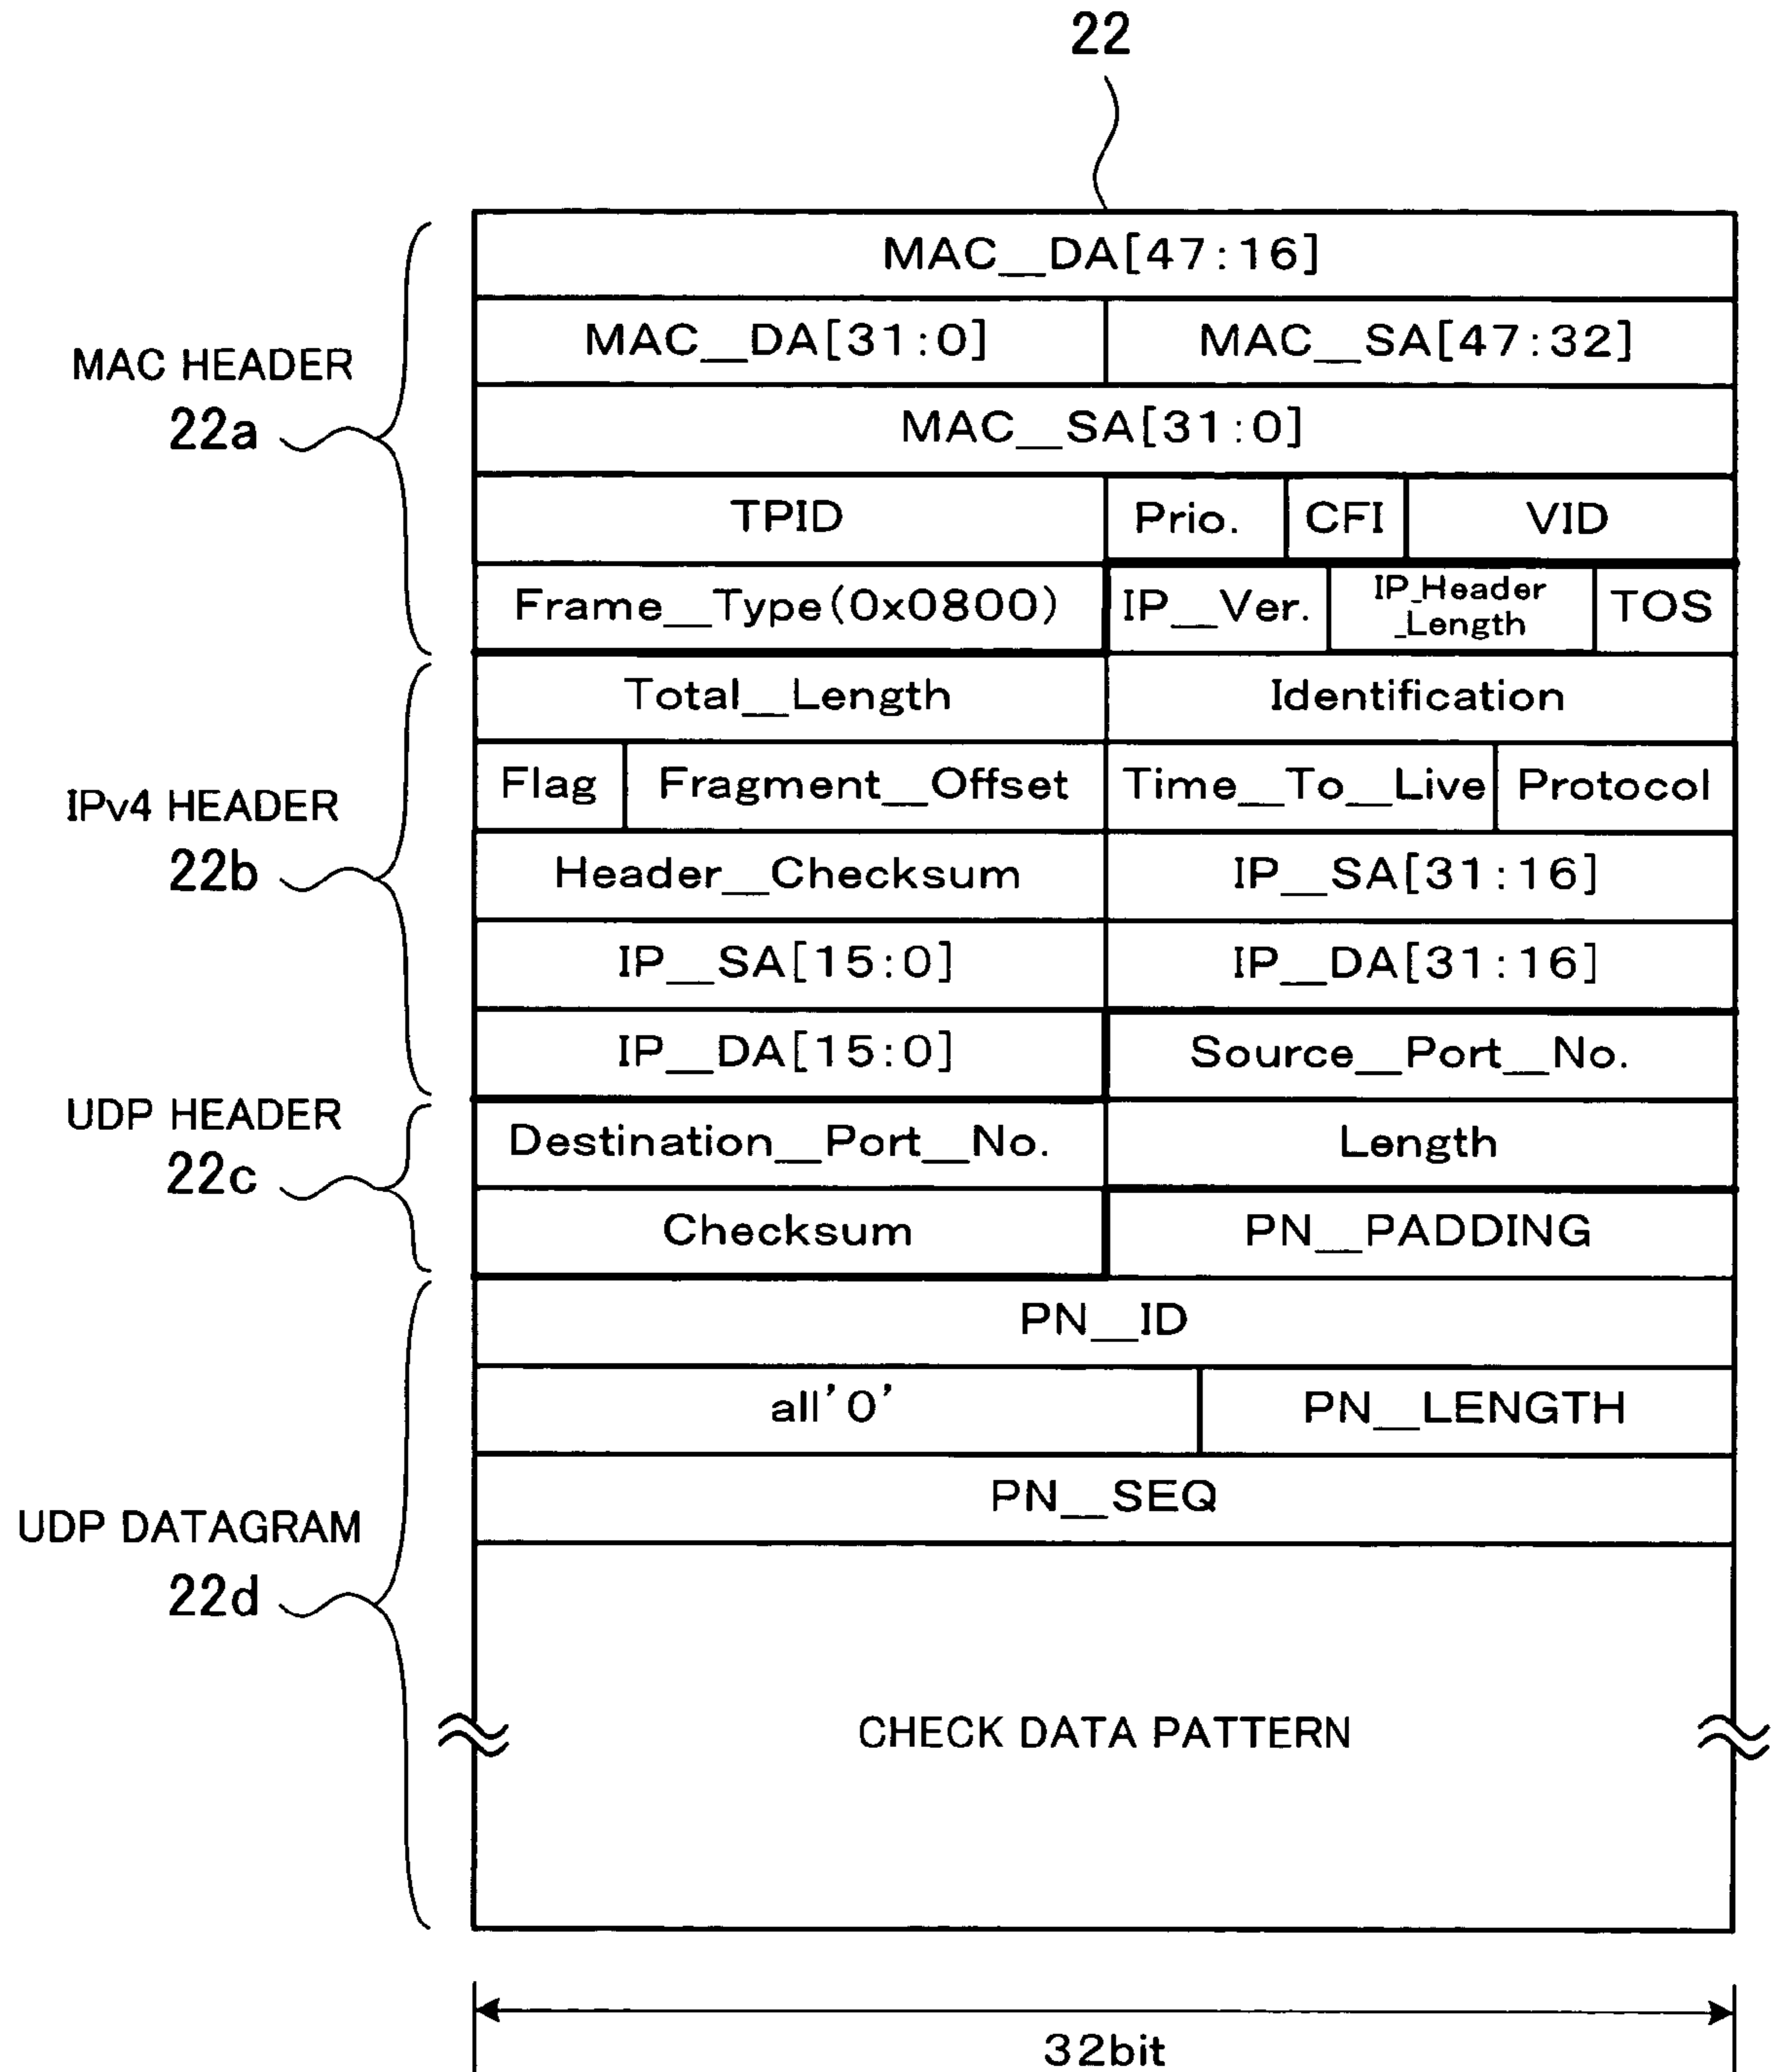 22
MAC__DA[47:16]
MAC__DA[31:0] MAC__SA[47:32]
MAC HEADER
22a
MAC__SA[31:0]
TPID Prio. CFI VID
Frame__Type(0x0800) IP__Ver. IP_Header
_Length TOS
Total__Length Identification
Flag Fragment__Offset Time__To__Live Protocol
IPv4 HEADER
22b
Header__Checksum IP__SA[31:16]
IP__SA[15:0] IP__DA[31:16]
IP__DA[15:0] Source__Port__No.
UDP HEADER
22c
Destination__Port__No. Length
Checksum PN__PADDING
PN__ID
all'0' PN__LENGTH
PN__SEQ
UDP DATAGRAM
22d
CHECK DATA PATTERN
32bit